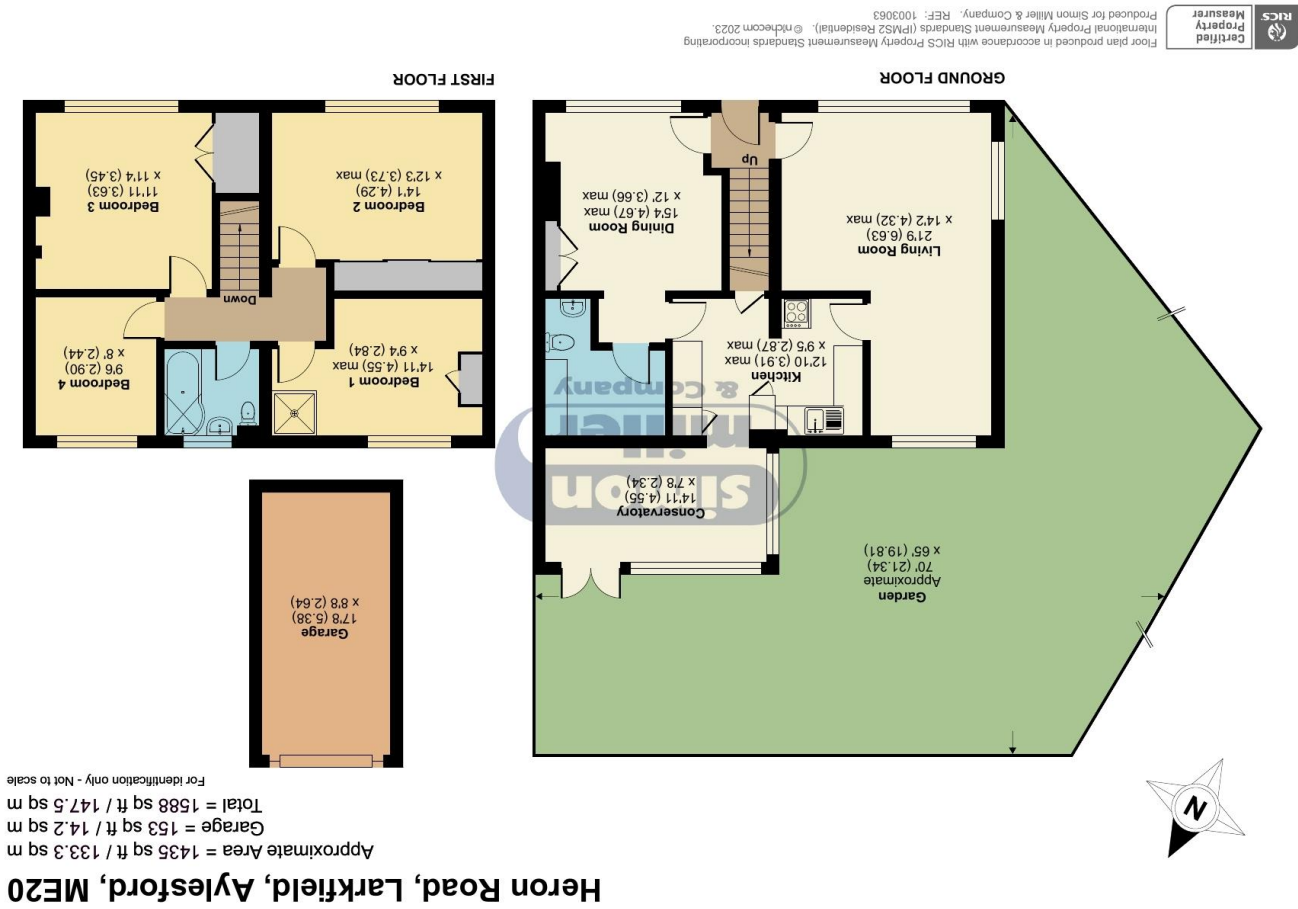 Heron Road, Larkfield, Aylesford, ME20
Approximate Area = 1435 sq ft / 133.3 sq m
Garage = 153 sq ft / 14.2 sq m
Total = 1588 sq ft / 147.5 sq m
For identification only - Not to scale
N
Garden
Approximate
70' (21.34)
x 65' (19.81)
Garage
17'8 (5.38)
x 8'8 (2.64)
Conservatory
14'11 (4.55)
x 7'8 (2.34)
simon
miller
& Company
Kitchen
12'10 (3.91)
x 9'5 (2.87) max
Living Room
21'9 (6.63)
x 14'2 (4.32) max
Dining Room
15'4 (4.67) max
x 12' (3.66) max
Up
GROUND FLOOR
Bedroom 1
14'11 (4.55) max
x 9'4 (2.84)
Bedroom 4
9'6 (2.90)
x 8' (2.44)
Down
Bedroom 2
14'1 (4.29)
x 12'3 (3.73) max
Bedroom 3
11'11 (3.63)
x 11'4 (3.45)
FIRST FLOOR
Certified
Property
Measurer
RICS
Floor plan produced in accordance with RICS Property Measurement Standards incorporating
International Property Measurement Standards (IPMS2 Residential). ©nichecom 2023.
Produced for Simon Miller & Company. REF: 1003063